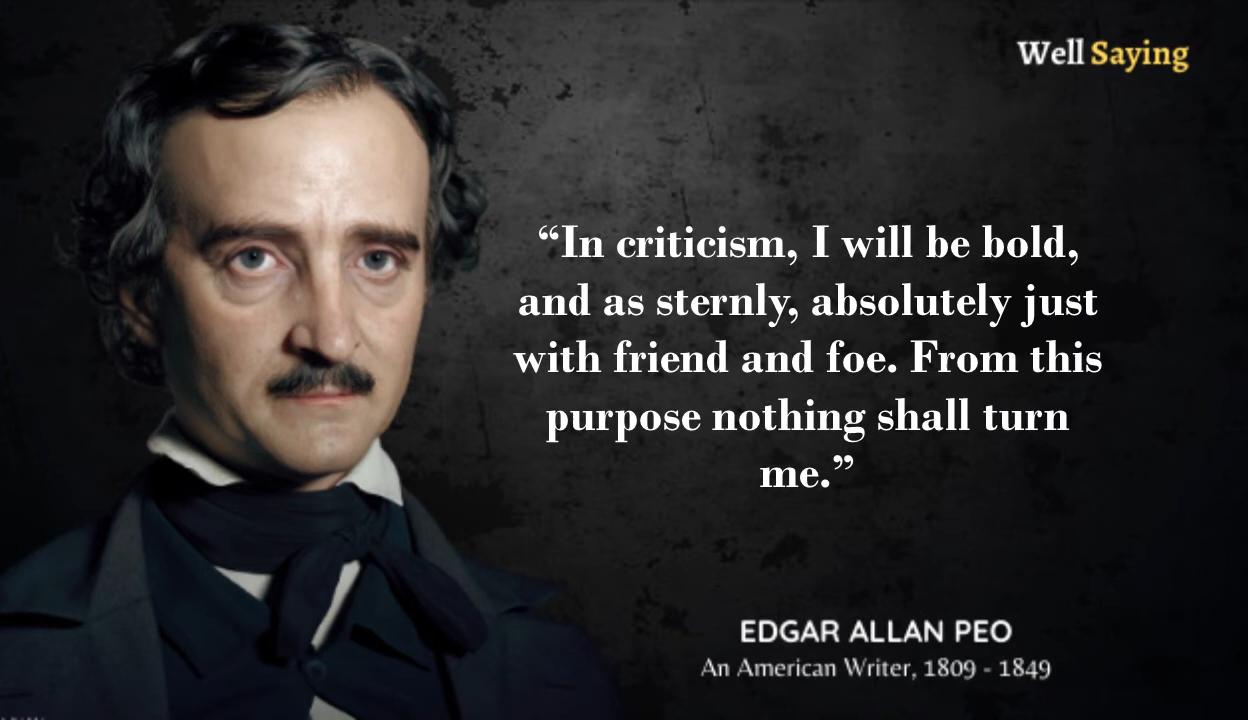 Well Saying
“In criticism, I will be bold,
and as sternly, absolutely just
with friend and foe. From this
purpose nothing shall turn
me.”
EDGAR ALLAN PEO
An American Writer, 1809 - 1849